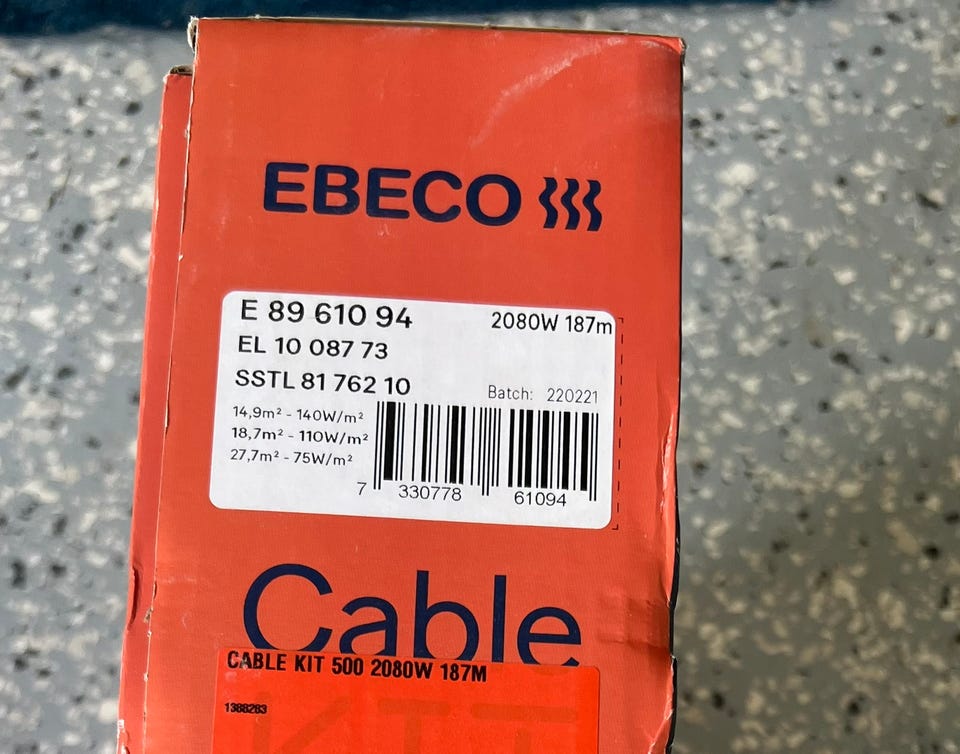 EBECO
E 89 610 94
2080W 187m
EL 10 087 73
SSTL 81 762 10
Batch: 220221
14,9m² - 140W/m²
18,7m² - 110W/m²
27,7m² - 75W/m²
7 330778 61094
Cable
CABLE KIT 500 2080W 187M
1388283
KIT